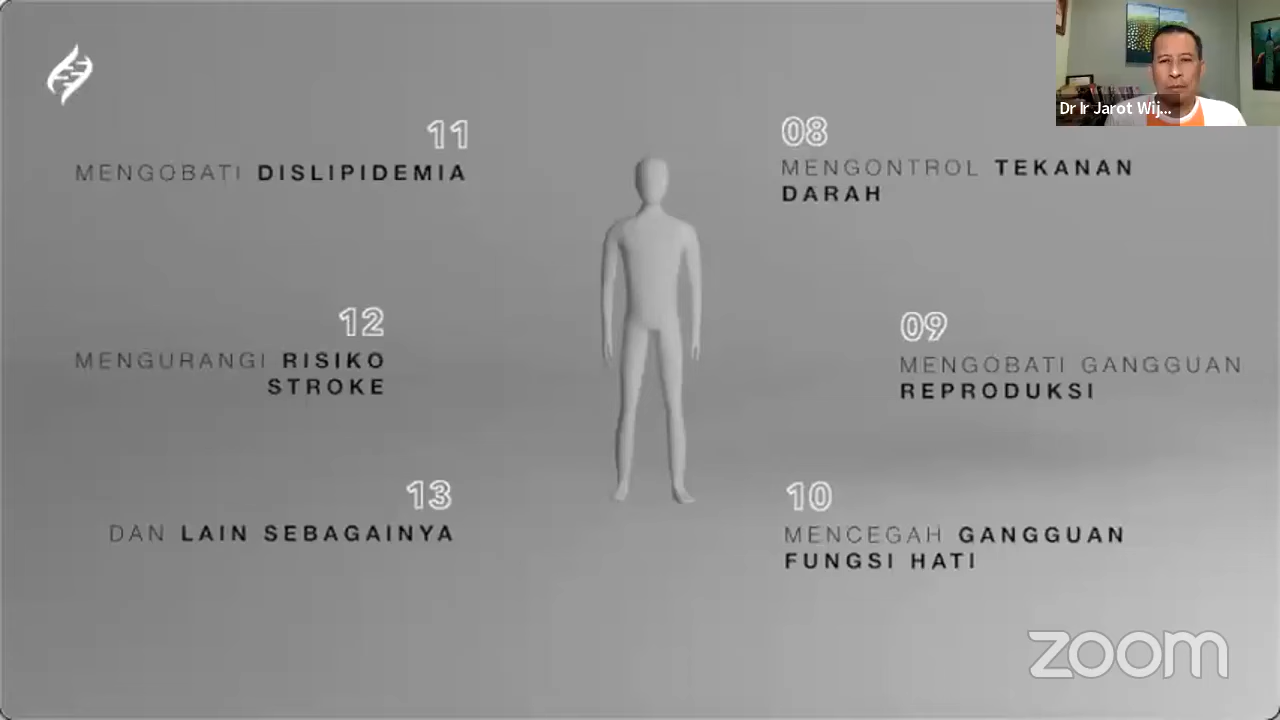 Dr Ir Jarot Wij...
11
MENGOBATI DISLIPIDEMIA
12
MENGURANGI RISIKO
STROKE
13
DAN LAIN SEBAGAINYA
08
MENGONTROL TEKANAN
DARAH
09
MENGOBATI GANGGUAN
REPRODUKSI
10
MENCEGAH GANGGUAN
FUNGSI HATI
zoom